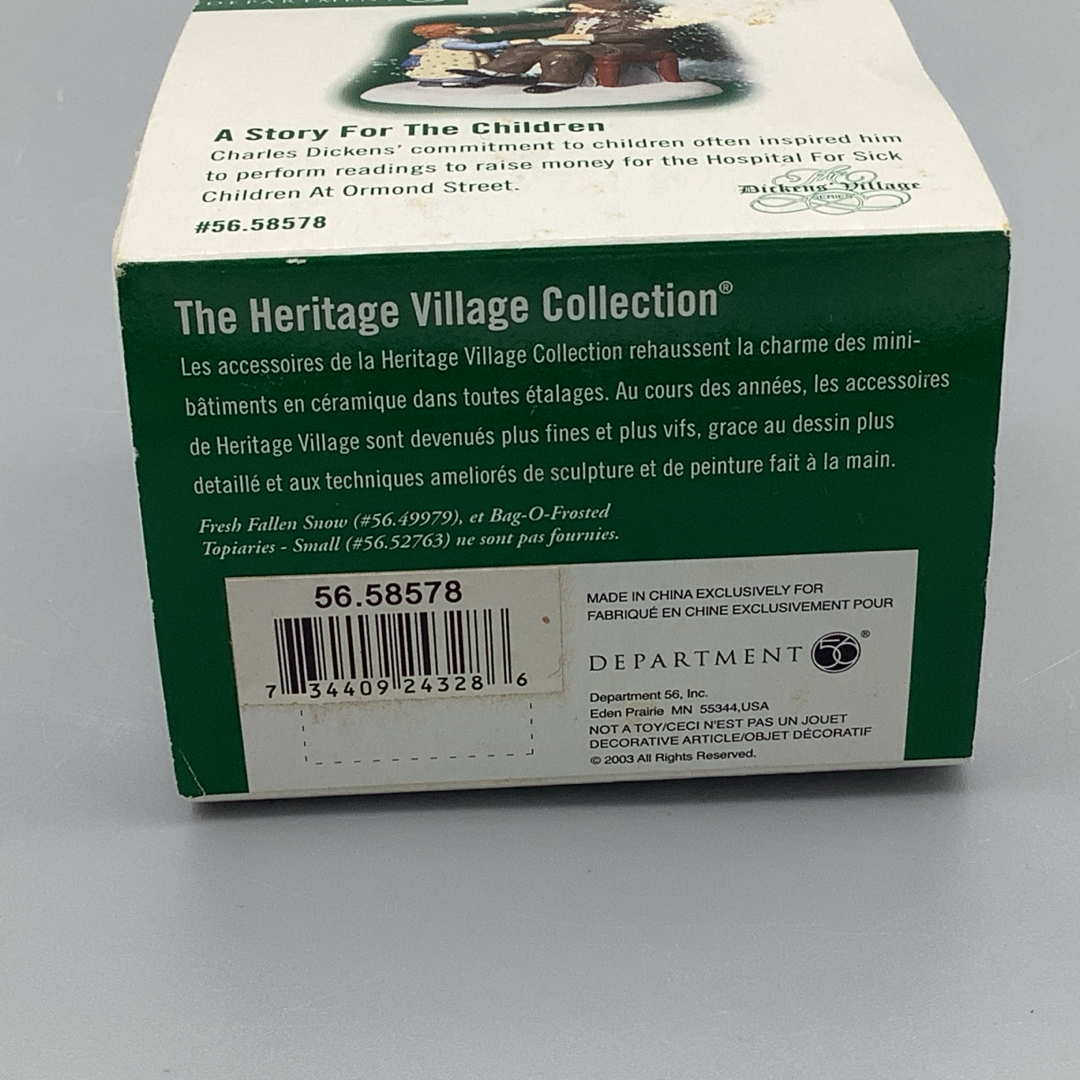 DEPARTMENT 56
A Story For The Children
Charles Dickens' commitment to children often inspired him
to perform readings to raise money for the Hospital For Sick
Children At Ormond Street.
The
Dickens' Village
SERIES
#56.58578
The Heritage Village Collection®
Les accessoires de la Heritage Village Collection rehaussent la charme des mini-
bâtiments en céramique dans toutes étalages. Au cours des années, les accessoires
de Heritage Village sont devenués plus fines et plus vifs, grace au dessin plus
detaillé et aux techniques ameliorés de sculpture et de peinture fait à la main.
Fresh Fallen Snow (#56.49979), et Bag-O-Frosted
Topiaries - Small (#56.52763) ne sont pas fournies.
56.58578
7 34409 24328 6
MADE IN CHINA EXCLUSIVELY FOR
FABRIQUÉ EN CHINE EXCLUSIVEMENT POUR
DEPARTMENT 56®
Department 56, Inc.
Eden Prairie MN 55344,USA
NOT A TOY/CECI N'EST PAS UN JOUET
DECORATIVE ARTICLE/OBJET DÉCORATIF
© 2003 All Rights Reserved.